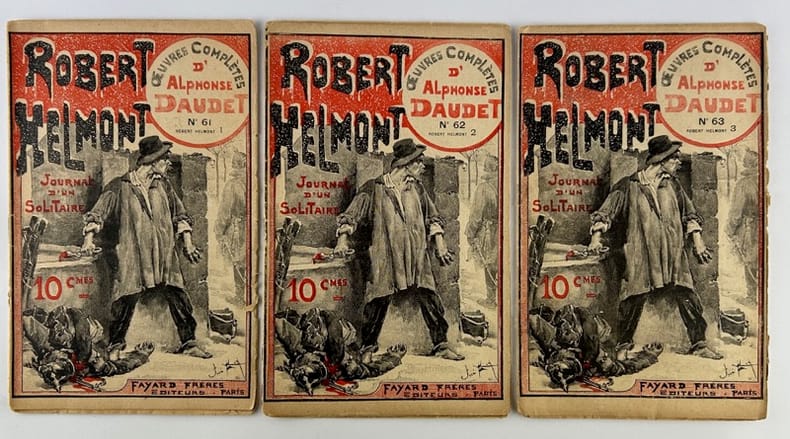 ROBERT
HELMONT
ŒUVRES COMPLÈTES
D'
ALPHONSE
DAUDET
Nº 61
ROBERT HELMONT 1
JOURNAL
D'UN
SOLITAIRE
10 CMES
FAYARD FRÈRES
ÉDITEURS - PARIS
ROBERT
HELMONT
ŒUVRES COMPLÈTES
D'
ALPHONSE
DAUDET
Nº 62
ROBERT HELMONT 2
JOURNAL
D'UN
SOLITAIRE
10 CMES
FAYARD FRÈRES
ÉDITEURS - PARIS
ROBERT
HELMONT
ŒUVRES COMPLÈTES
D'
ALPHONSE
DAUDET
Nº 63
ROBERT HELMONT 3
JOURNAL
D'UN
SOLITAIRE
10 CMES
FAYARD FRÈRES
ÉDITEURS - PARIS